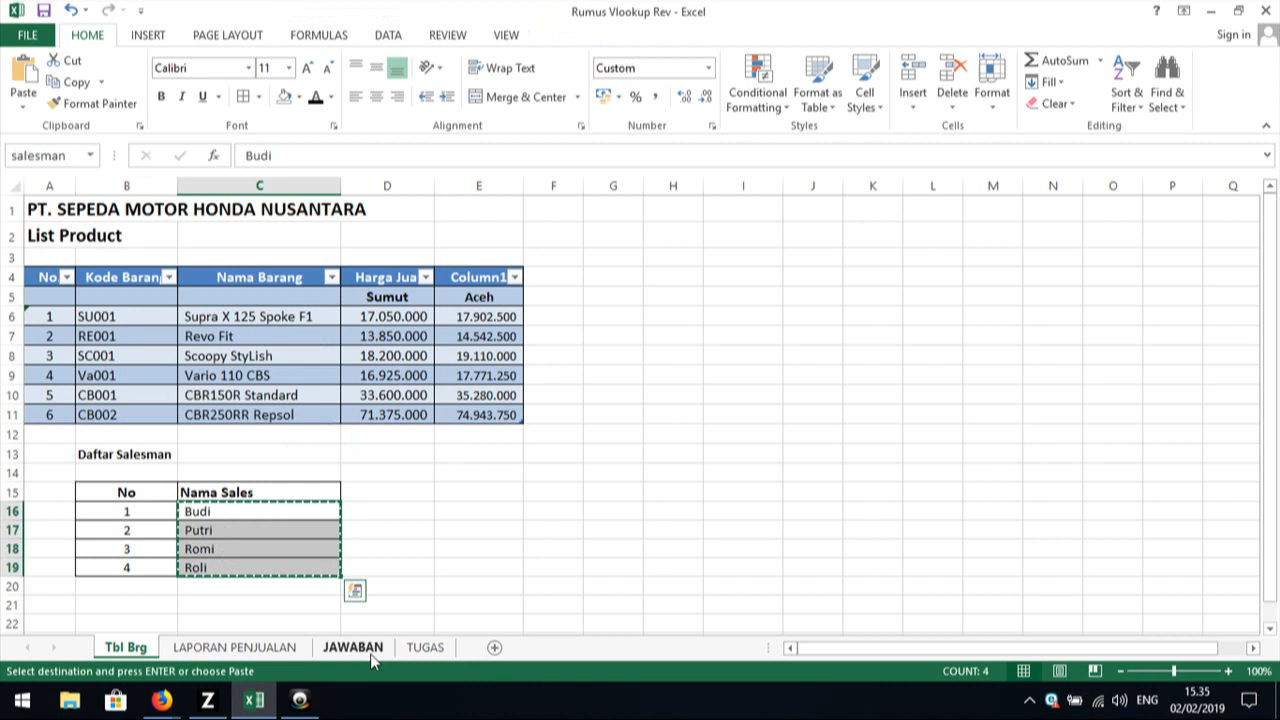 Rumus Vlookup Rev - Excel
?
Sign in
FILE HOME INSERT PAGE LAYOUT FORMULAS DATA REVIEW VIEW
Paste
Cut
Copy
Format Painter
Clipboard
Calibri 11
B I U
Font
Wrap Text
Merge & Center
Alignment
Custom
%
Number
Conditional Formatting
Format as Table
Cell Styles
Styles
Insert Delete Format
Cells
AutoSum
Fill
Clear
Sort & Filter
Find & Select
Editing
salesman fx Budi
A B C D E F G H I J K L M N O P Q
1 PT. SEPEDA MOTOR HONDA NUSANTARA
2 List Product
3
4 No Kode Baran Nama Barang Harga Jua Column1
5 Sumut Aceh
6 1 SU001 Supra X 125 Spoke F1 17.050.000 17.902.500
7 2 RE001 Revo Fit 13.850.000 14.542.500
8 3 SC001 Scoopy StyLish 18.200.000 19.110.000
9 4 Va001 Vario 110 CBS 16.925.000 17.771.250
10 5 CB001 CBR150R Standard 33.600.000 35.280.000
11 6 CB002 CBR250RR Repsol 71.375.000 74.943.750
12
13 Daftar Salesman
14
15 No Nama Sales
16 1 Budi
17 2 Putri
18 3 Romi
19 4 Roli
20
21
22
Tbl Brg LAPORAN PENJUALAN JAWABAN TUGAS
Select destination and press ENTER or choose Paste COUNT: 4 100%
ENG
15.35
02/02/2019